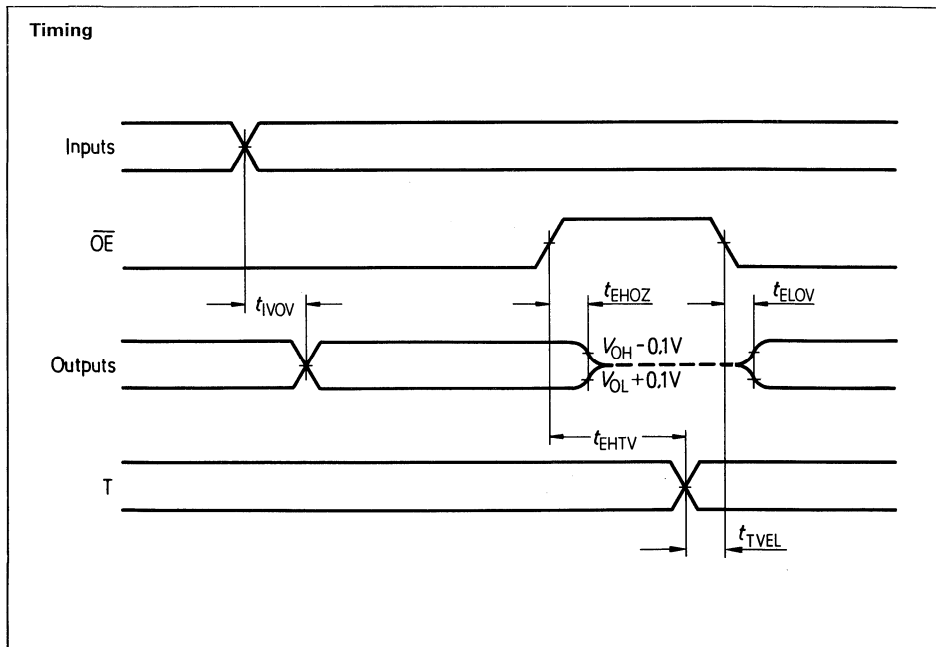 Timing
Inputs
OE
tIVOV
tEHOZ
tELOV
Outputs
VOH – 0,1V
VOL + 0,1V
tEHTV
T
tTVEL